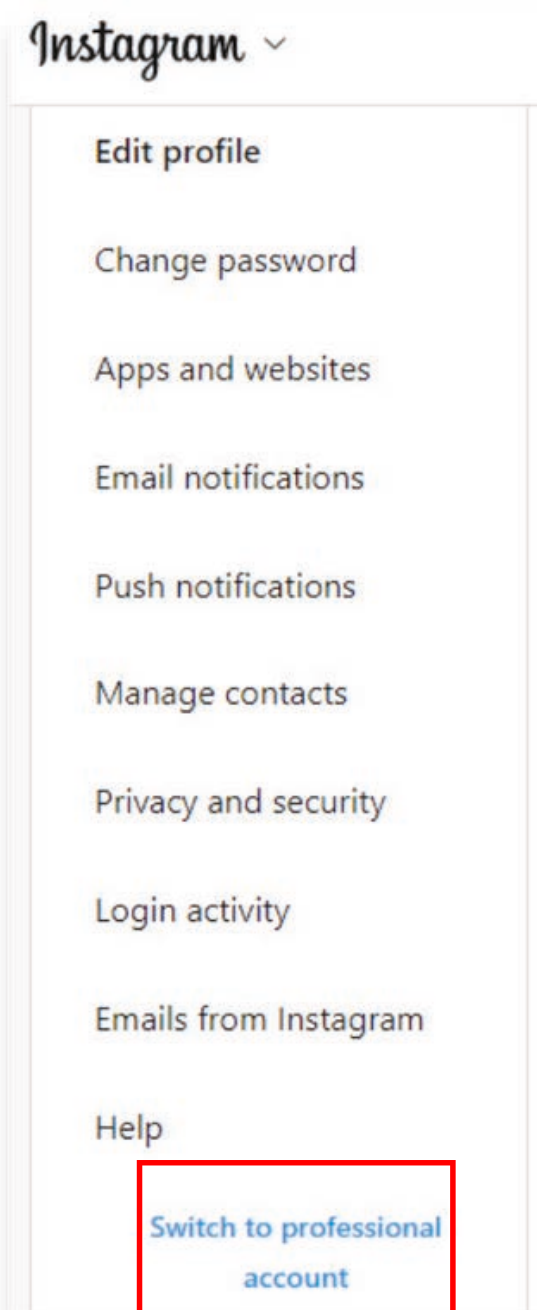 Instagram
Edit profile
Change password
Apps and websites
Email notifications
Push notifications
Manage contacts
Privacy and security
Login activity
Emails from Instagram
Help
Switch to professional
account